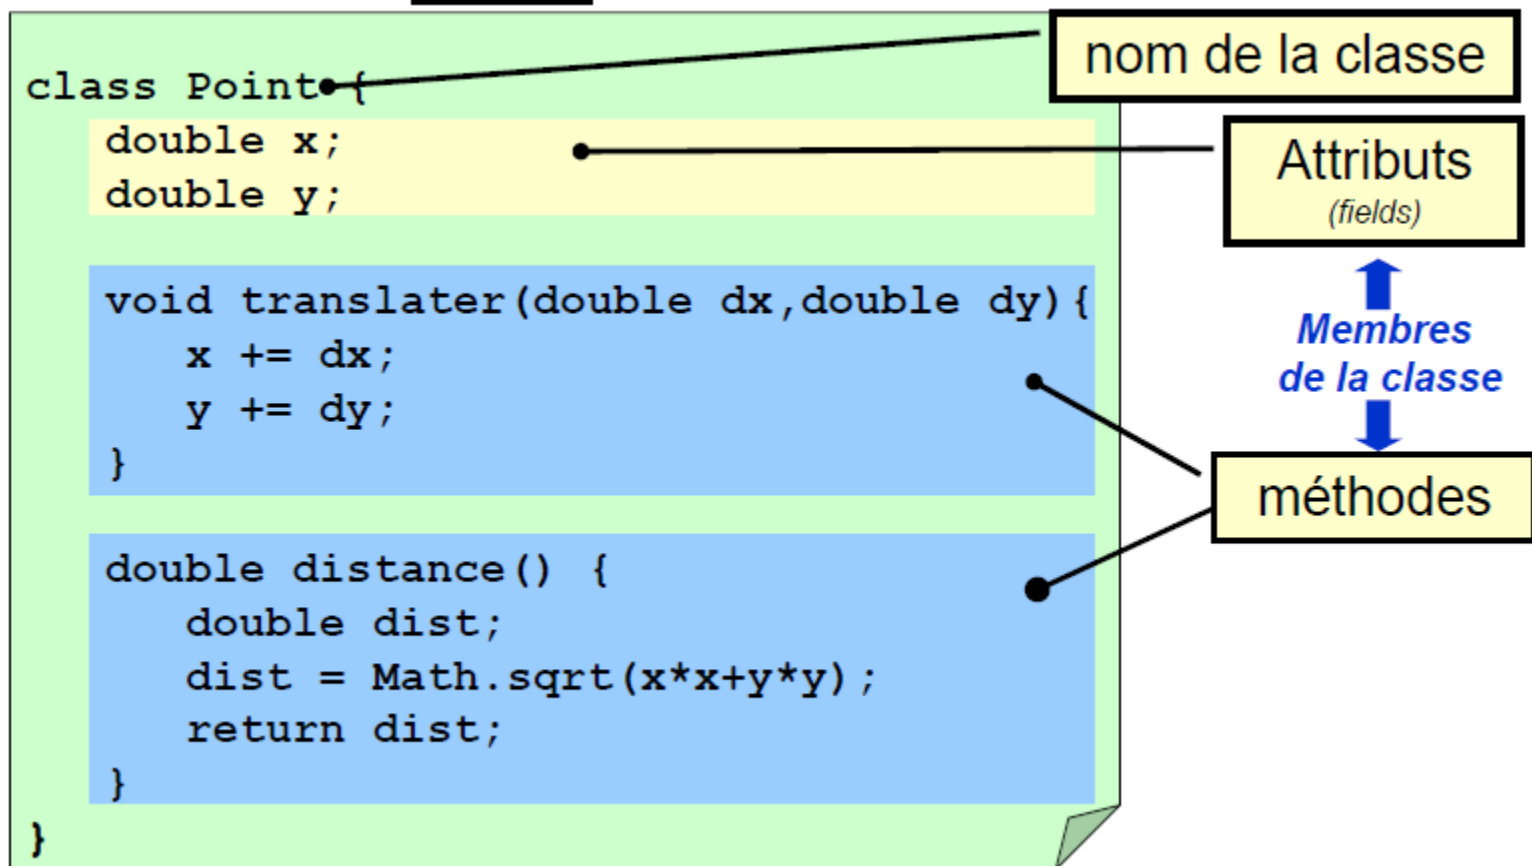 class Point {
double x;
double y;
void translater(double dx,double dy){
x += dx;
y += dy;
}
double distance() {
double dist;
dist = Math.sqrt(x*x+y*y);
return dist;
}
}
nom de la classe
Attributs
(fields)
Membres
de la classe
méthodes